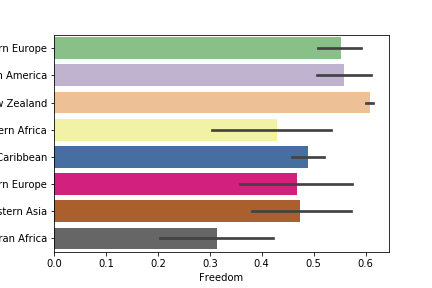 rn Europe
n America
w Zealand
ern Africa
Caribbean
rn Europe
stern Asia
ran Africa
0.0 0.1 0.2 0.3 0.4 0.5 0.6
Freedom